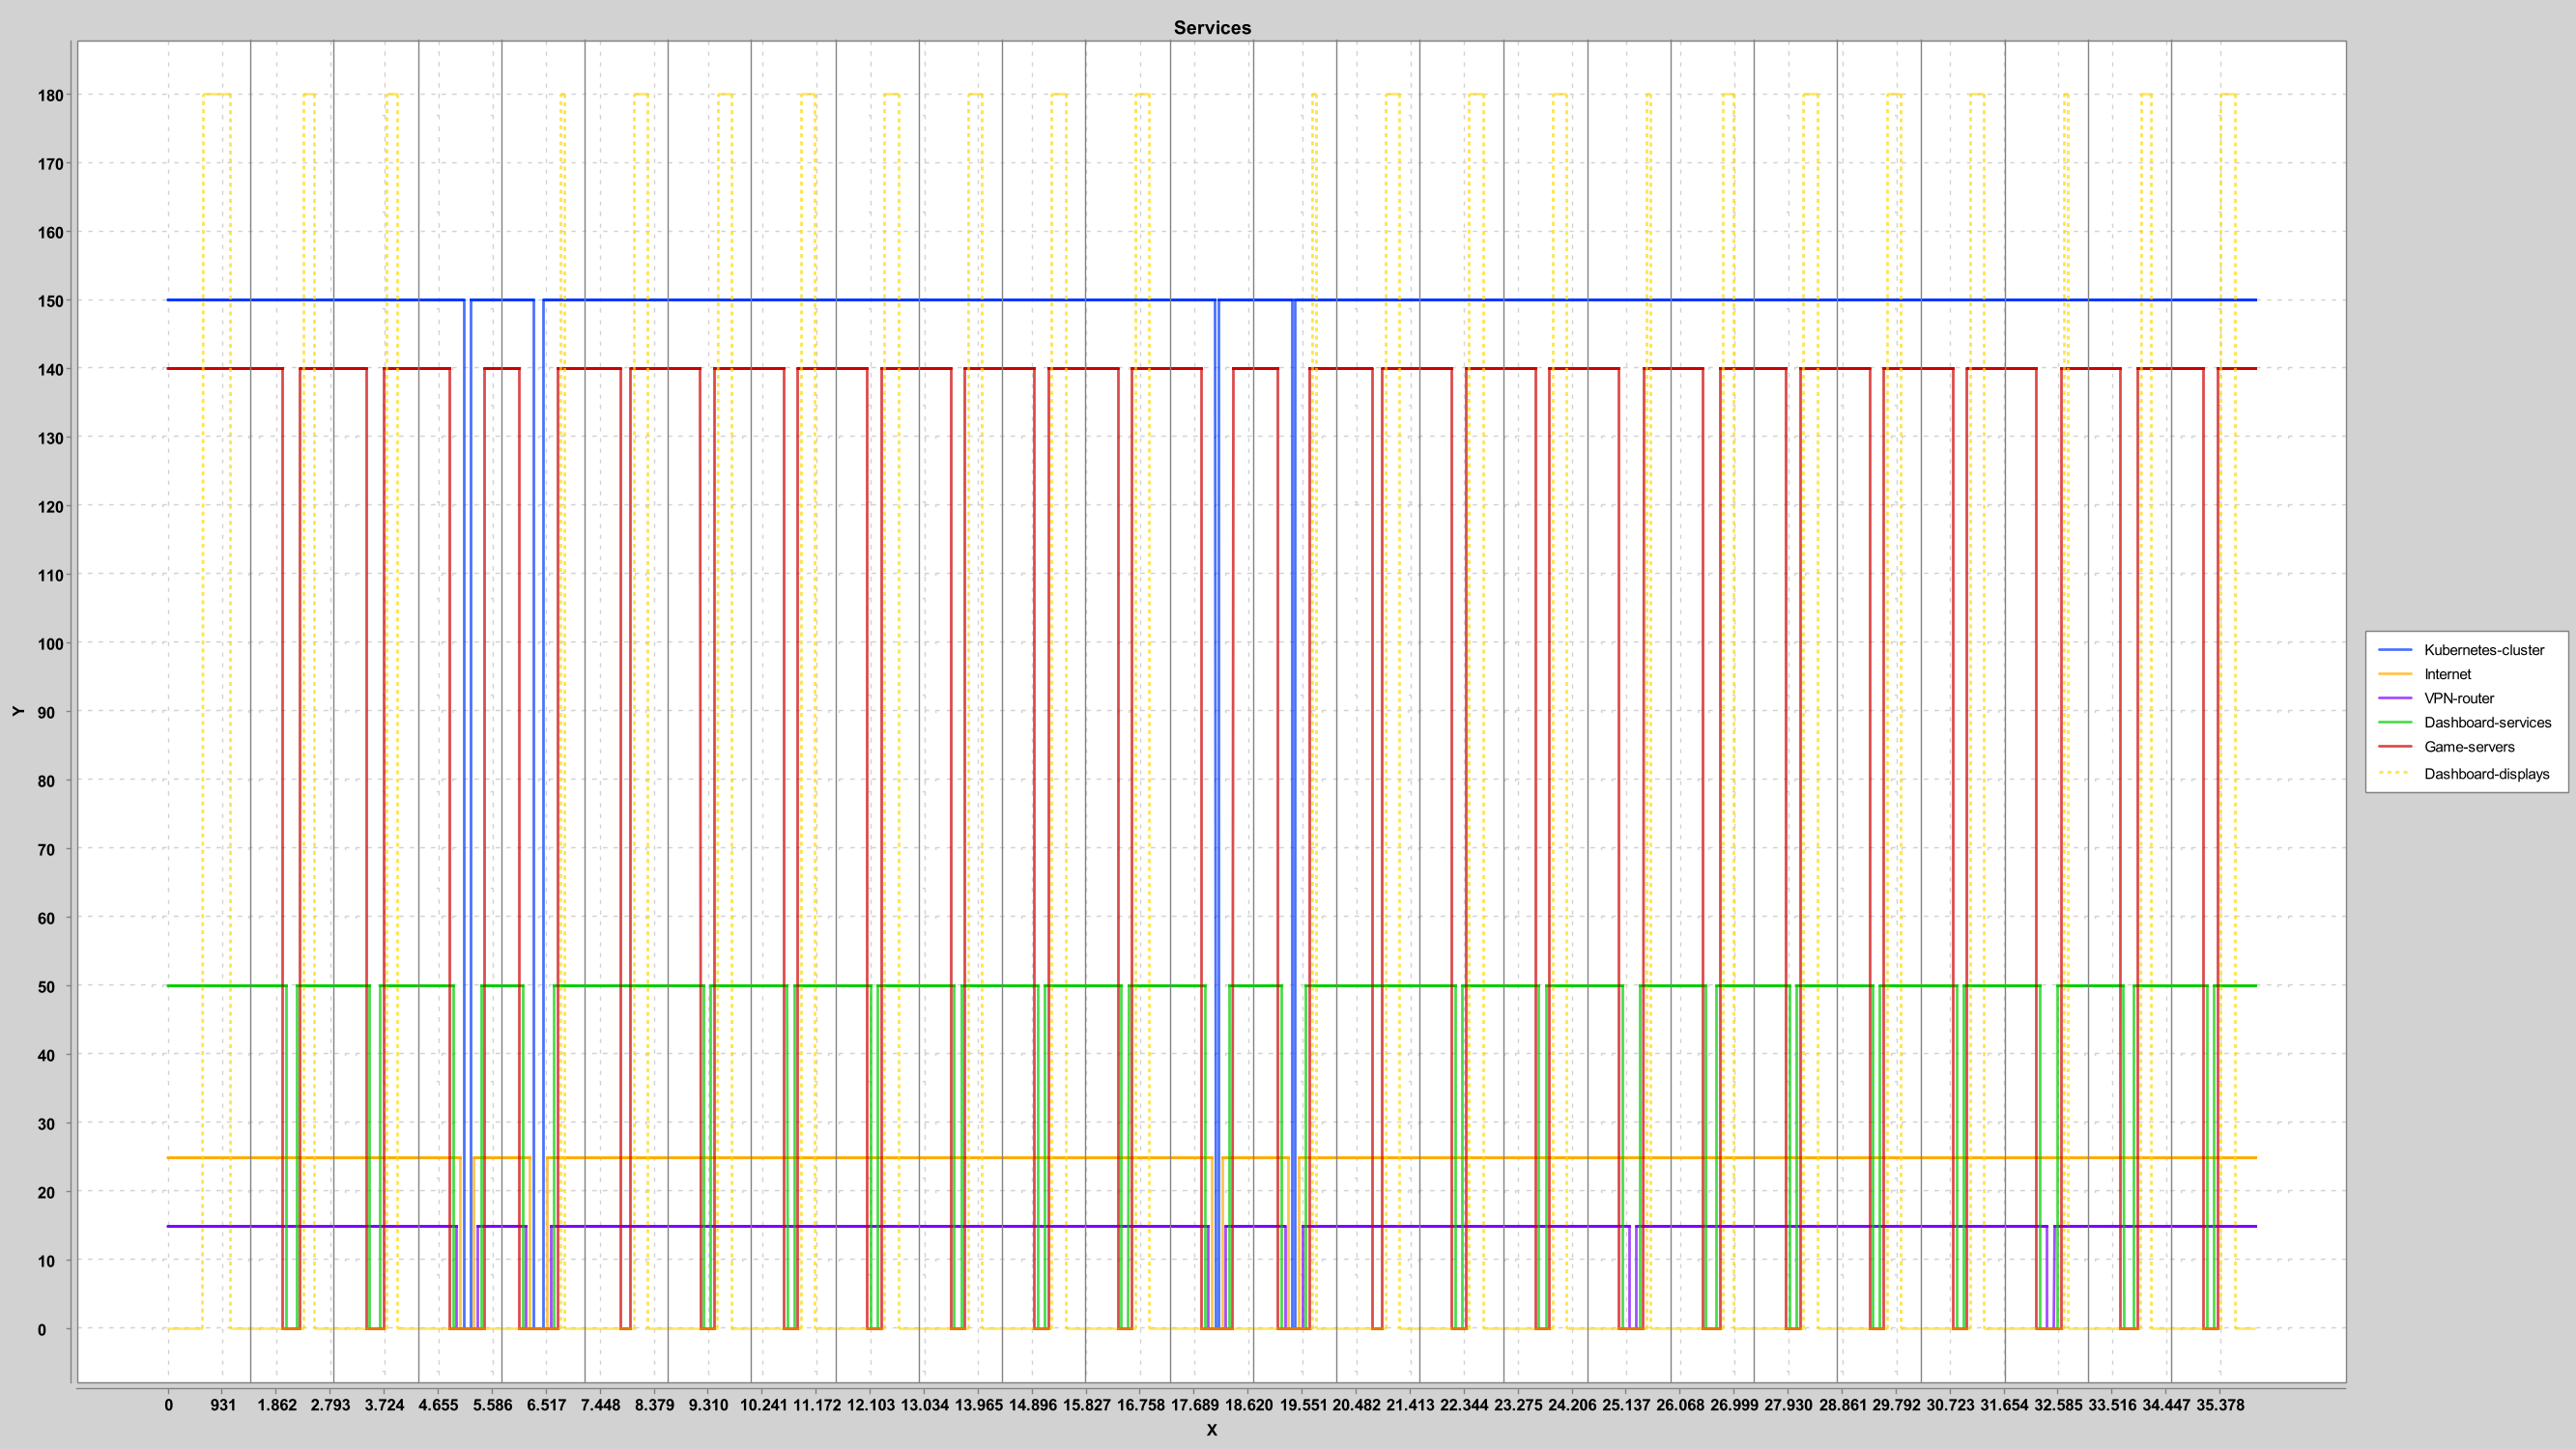 Services
180
170
160
150
140
130
120
110
100
90
80
70
60
50
40
30
20
10
0
Y
0 931 1.862 2.793 3.724 4.655 5.586 6.517 7.448 8.379 9.310 10.241 11.172 12.103 13.034 13.965 14.896 15.827 16.758 17.689 18.620 19.551 20.482 21.413 22.344 23.275 24.206 25.137 26.068 26.999 27.930 28.861 29.792 30.723 31.654 32.585 33.516 34.447 35.378
X
Kubernetes-cluster
Internet
VPN-router
Dashboard-services
Game-servers
Dashboard-displays